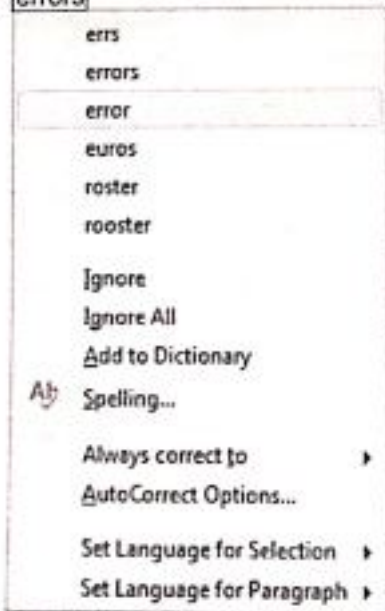 errors
errs
errors
error
euros
roster
rooster
Ignore
Ignore All
Add to Dictionary
Spelling...
Always correct to
AutoCorrect Options...
Set Language for Selection
Set Language for Paragraph